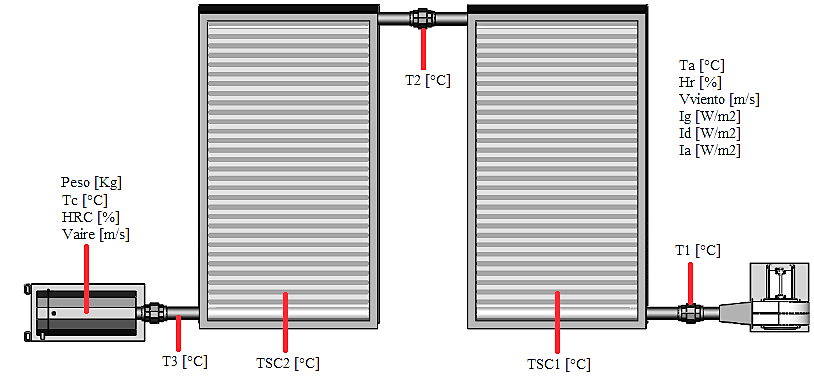 T2 [°C]
Ta [°C]
Hr [%]
Vviento [m/s]
Ig [W/m2]
Id [W/m2]
Ia [W/m2]
Peso [Kg]
Tc [°C]
HRC [%]
Vaire [m/s]
T1 [°C]
T3 [°C]
TSC2 [°C]
TSC1 [°C]